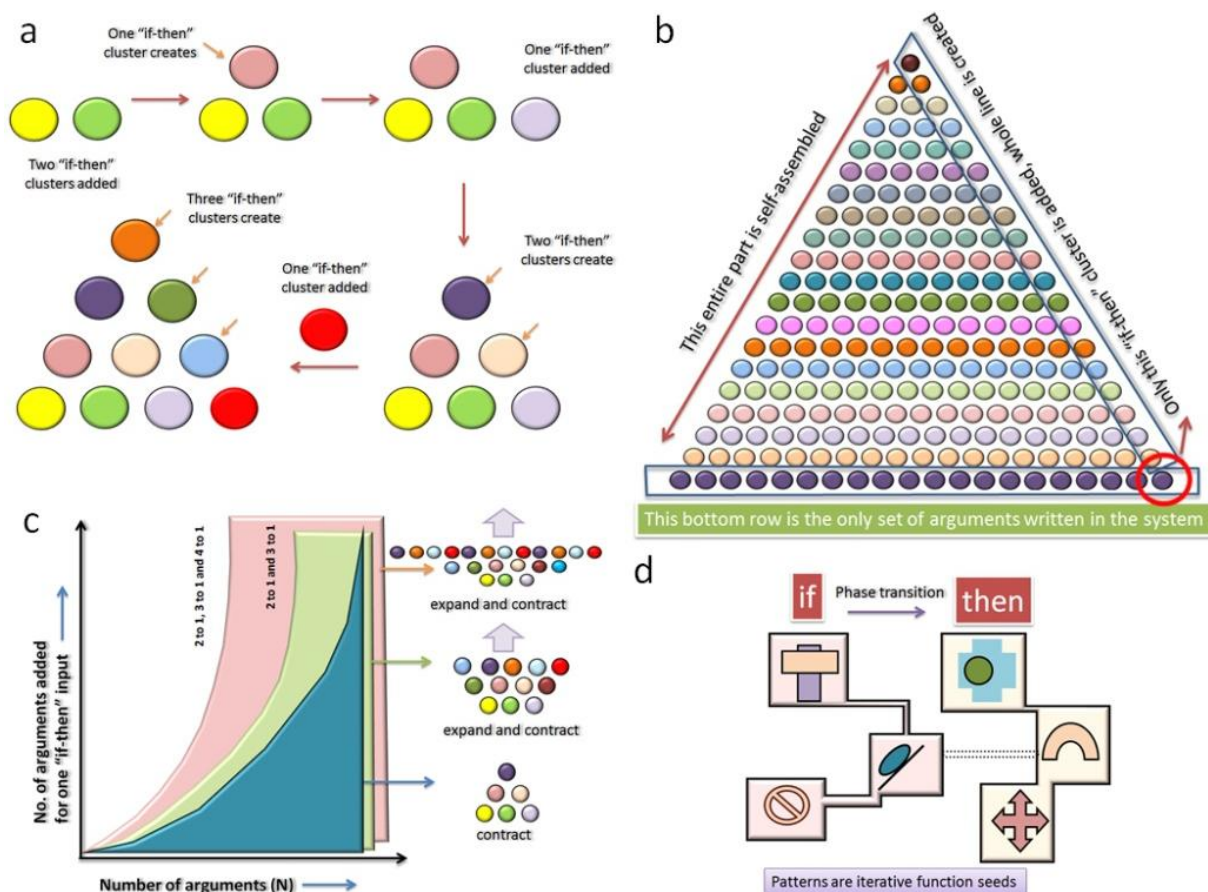 a
One “if-then”
cluster creates
One “if-then”
cluster added
Two “if-then”
clusters added
Three “if-then”
clusters create
One “if-then”
cluster added
Two “if-then”
clusters create
b
This entire part is self-assembled
Only this “if-then” cluster is added, whole line is created
This bottom row is the only set of arguments written in the system
c
No. of arguments added
for one “if-then” input
2 to 1, 3 to 1 and 4 to 1
2 to 1 and 3 to 1
expand and contract
expand and contract
contract
Number of arguments (N)
d
if
Phase transition
then
Patterns are iterative function seeds